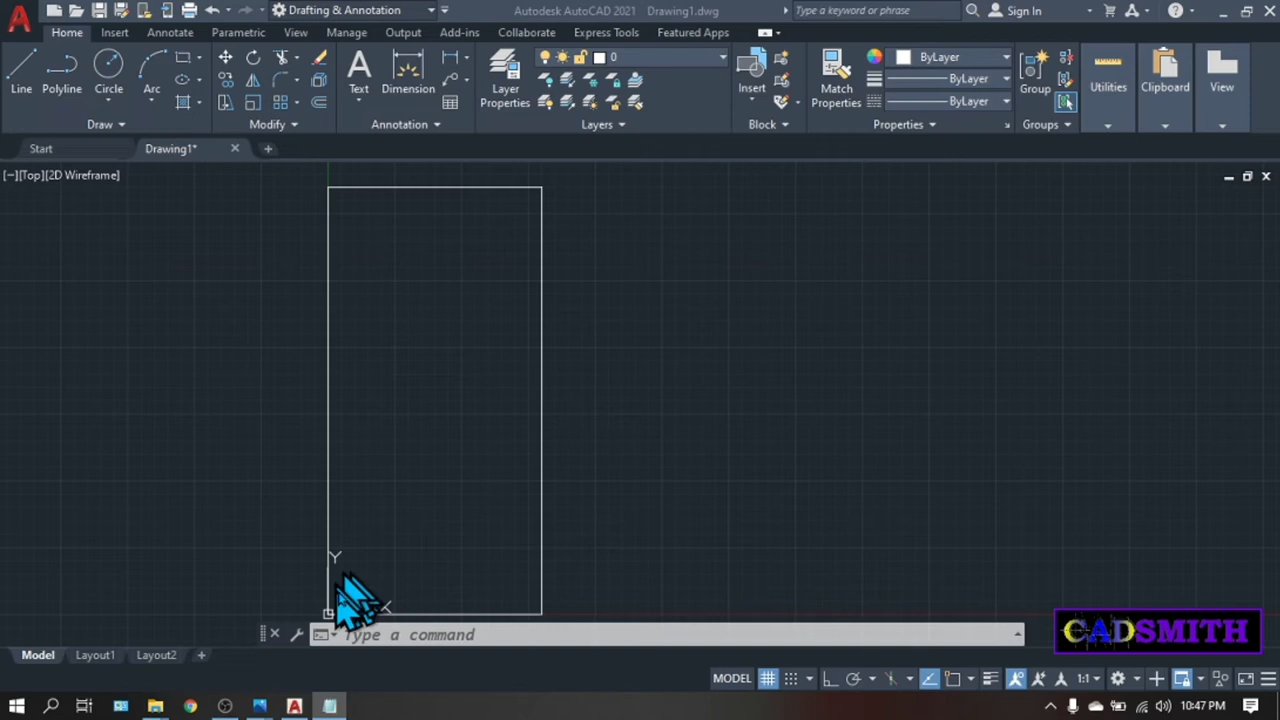 Drafting & Annotation
Autodesk AutoCAD 2021 Drawing1.dwg
Type a keyword or phrase
Sign In
Home Insert Annotate Parametric View Manage Output Add-ins Collaborate Express Tools Featured Apps
0
ByLayer
ByLayer
ByLayer
Line Polyline Circle Arc
Text Dimension
Layer Properties
Insert
Match Properties
Group
Utilities Clipboard View
Draw Modify Annotation Layers Block Properties Groups
Start Drawing1*
[−][Top][2D Wireframe]
Y
X
Type a command
CADSMITH
Model Layout1 Layout2
MODEL
1:1
10:47 PM